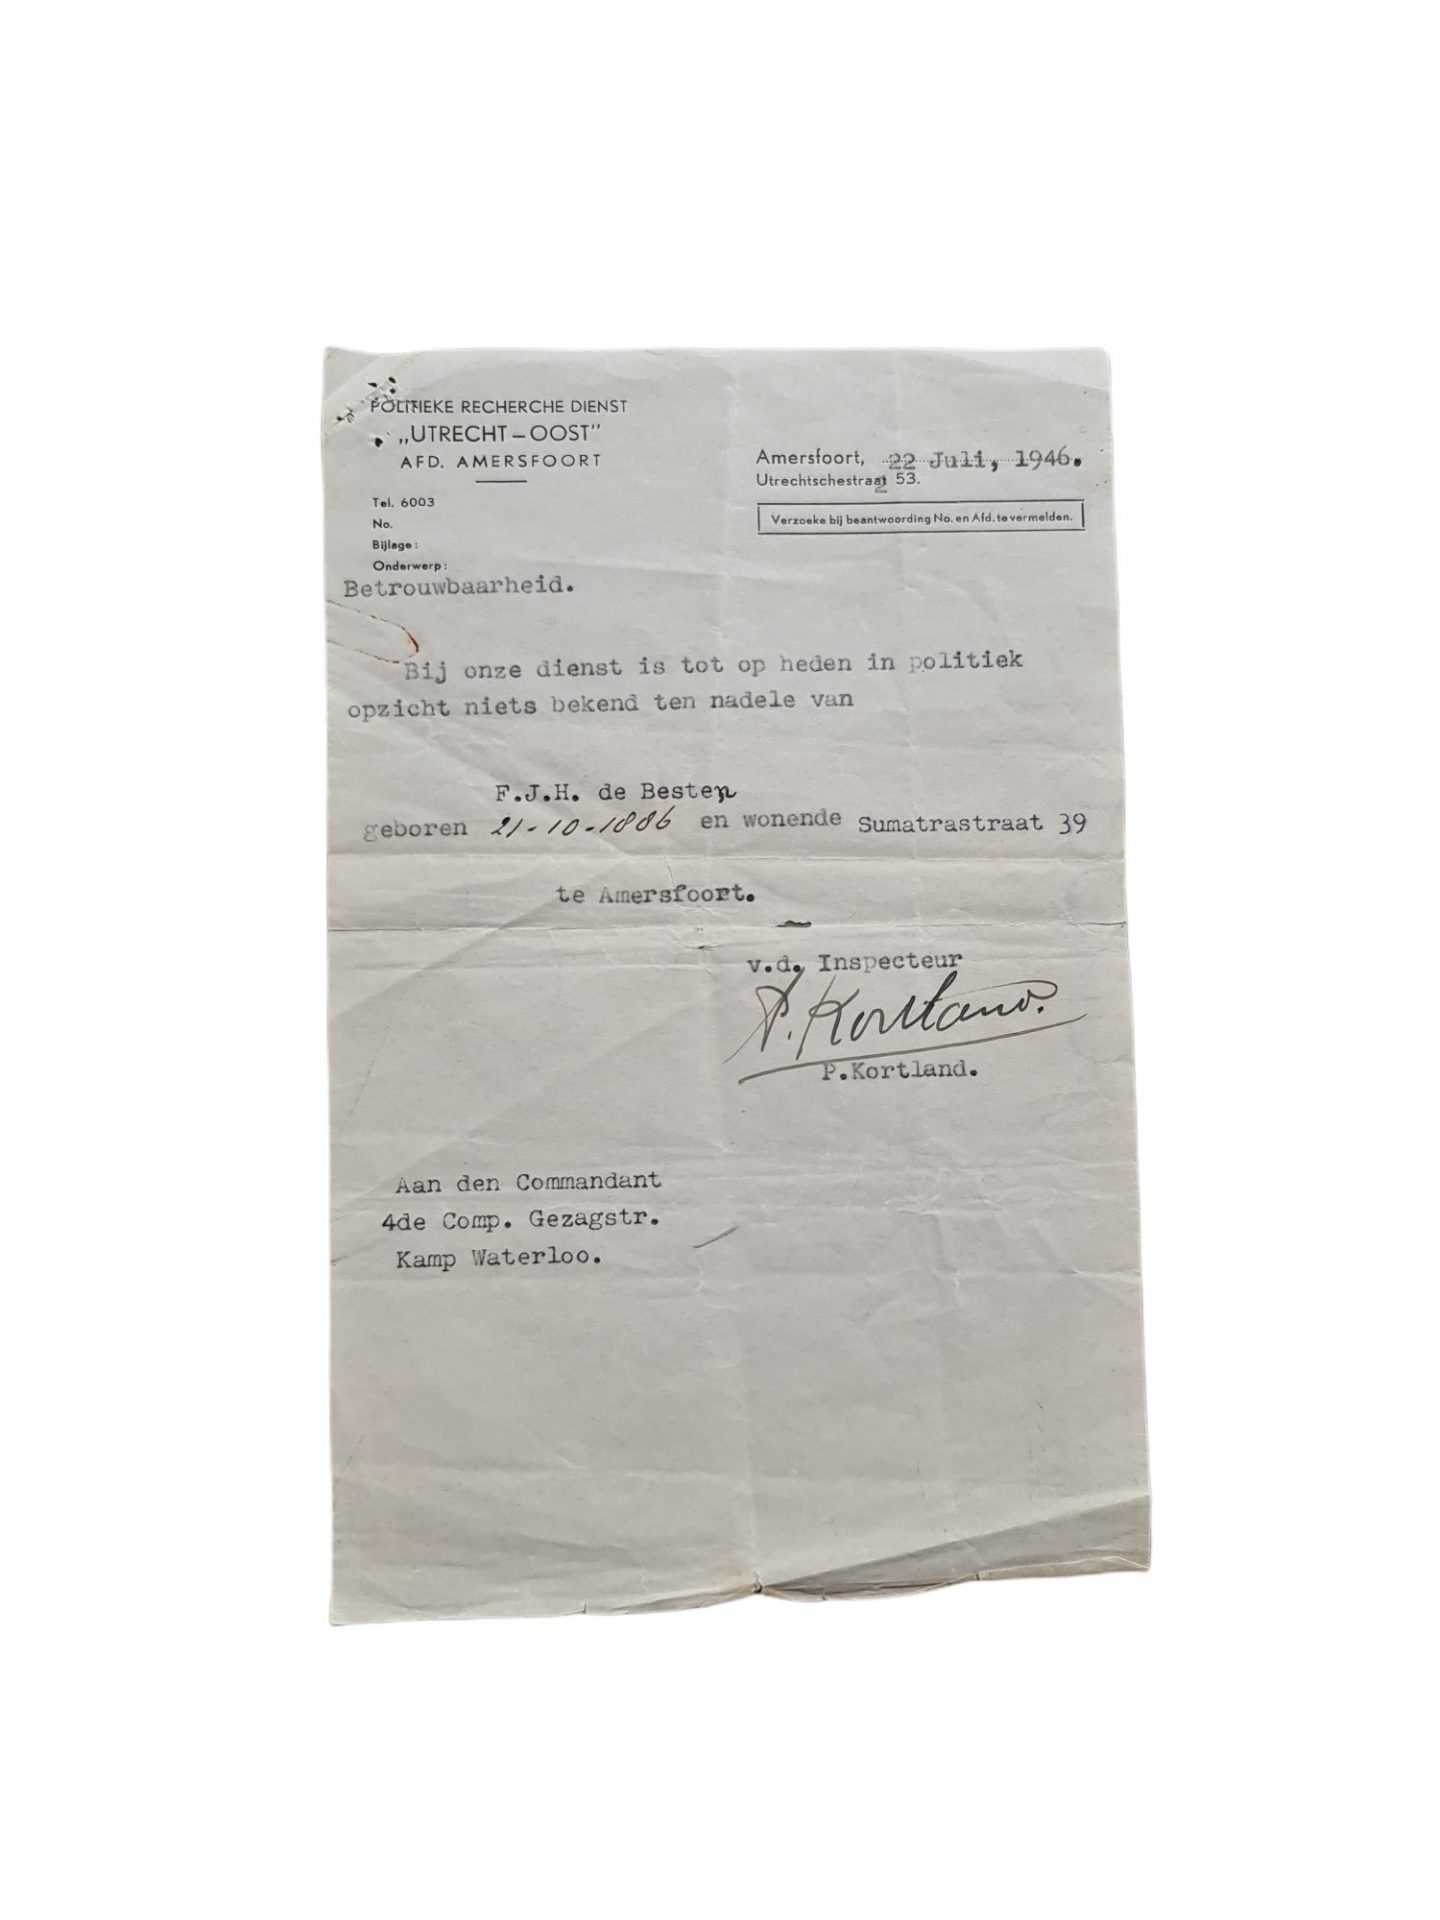 POLITIEKE RECHERCHE DIENST
„UTRECHT–OOST”
AFD. AMERSFOORT
Amersfoort, 22 Juli, 1946.
Utrechtschestraat 53.
2
Tel. 6003
No.
Bijlage:
Onderwerp:
Verzoeke bij beantwoording No. en Afd. te vermelden.
Betrouwbaarheid.
Bij onze dienst is tot op heden in politiek
opzicht niets bekend ten nadele van
F.J.H. de Besten
geboren 21-10-1886 en wonende Sumatrastraat 39
te Amersfoort.
v.d. Inspecteur
P. Kortland.
P.Kortland.
Aan den Commandant
4de Comp. Gezagstr.
Kamp Waterloo.